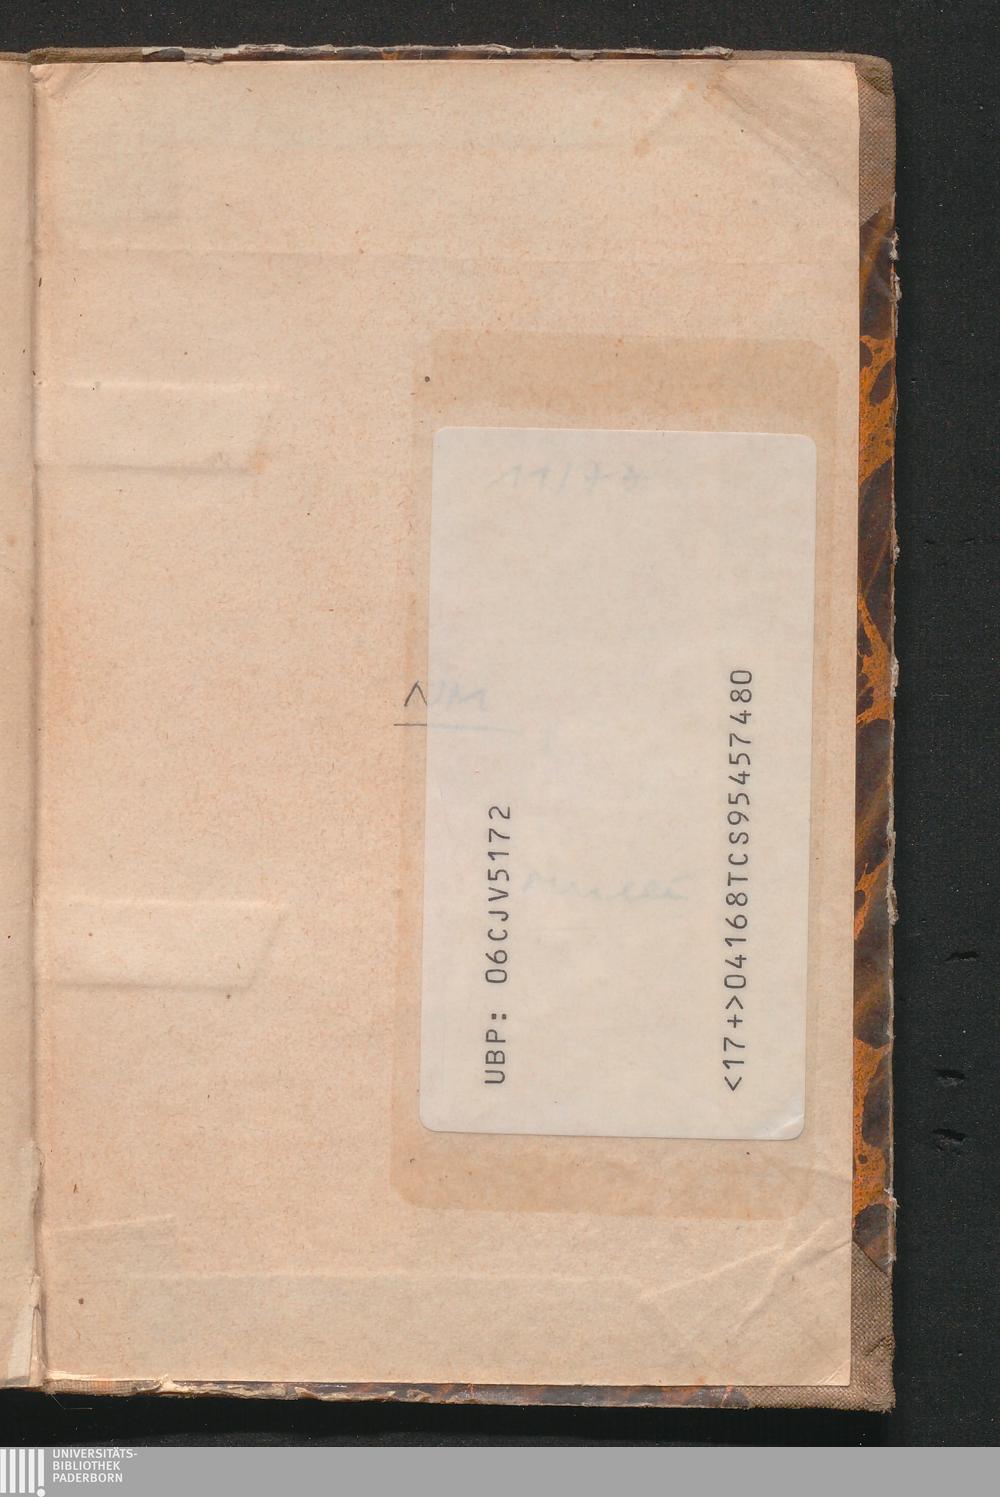 UBP: 06CJV5172
<17+>04168TCS95457480
UNIVERSITÄTS-
BIBLIOTHEK
PADERBORN